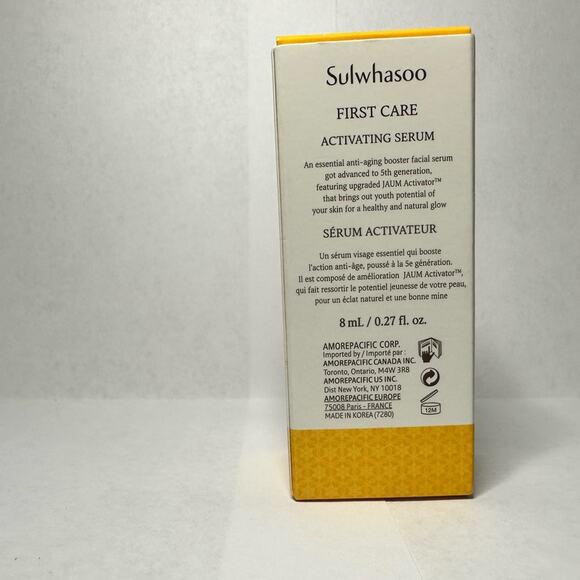 Sulwhasoo
FIRST CARE
ACTIVATING SERUM
An essential anti-aging booster facial serum
got advanced to 5th generation,
featuring upgraded JAUM Activator™
that brings out youth potential of
your skin for a healthy and natural glow
SÉRUM ACTIVATEUR
Un sérum visage essentiel qui booste
l'action anti-âge, poussé à la 5e génération.
Il est composé de amélioration JAUM Activator™,
qui fait ressortir le potentiel jeunesse de votre peau,
pour un éclat naturel et une bonne mine
8 mL / 0.27 fl. oz.
AMOREPACIFIC CORP.
Imported by / Importé par :
AMOREPACIFIC CANADA INC.
Toronto, Ontario, M4W 3R8
AMOREPACIFIC US INC.
Dist New York, NY 10018
AMOREPACIFIC EUROPE
75008 Paris - FRANCE
MADE IN KOREA (7280)
12M